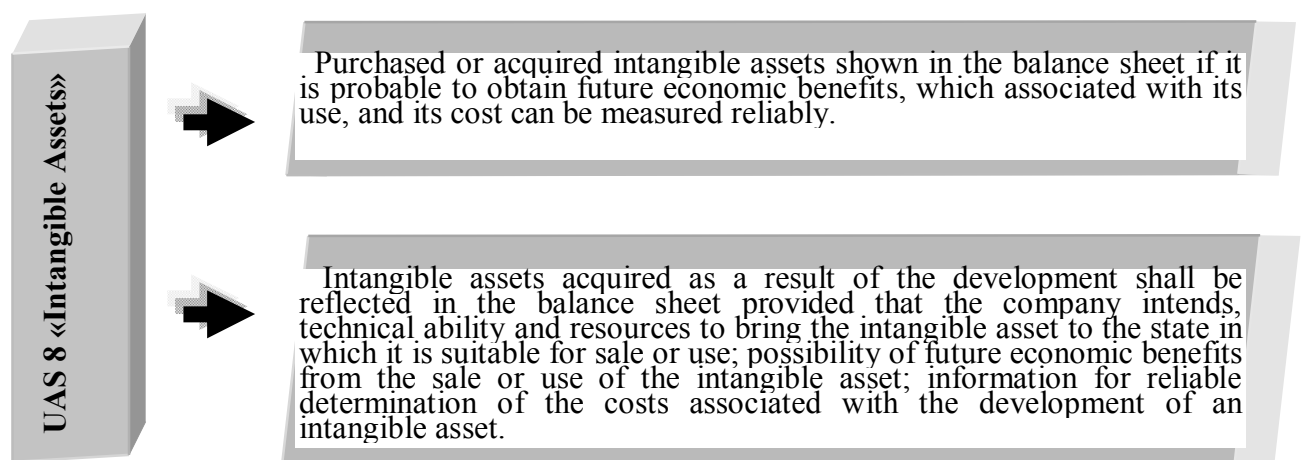 UAS 8 «Intangible Assets»
Purchased or acquired intangible assets shown in the balance sheet if it
is probable to obtain future economic benefits, which associated with its
use, and its cost can be measured reliably.
Intangible assets acquired as a result of the development shall be
reflected in the balance sheet provided that the company intends,
technical ability and resources to bring the intangible asset to the state in
which it is suitable for sale or use; possibility of future economic benefits
from the sale or use of the intangible asset; information for reliable
determination of the costs associated with the development of an
intangible asset.